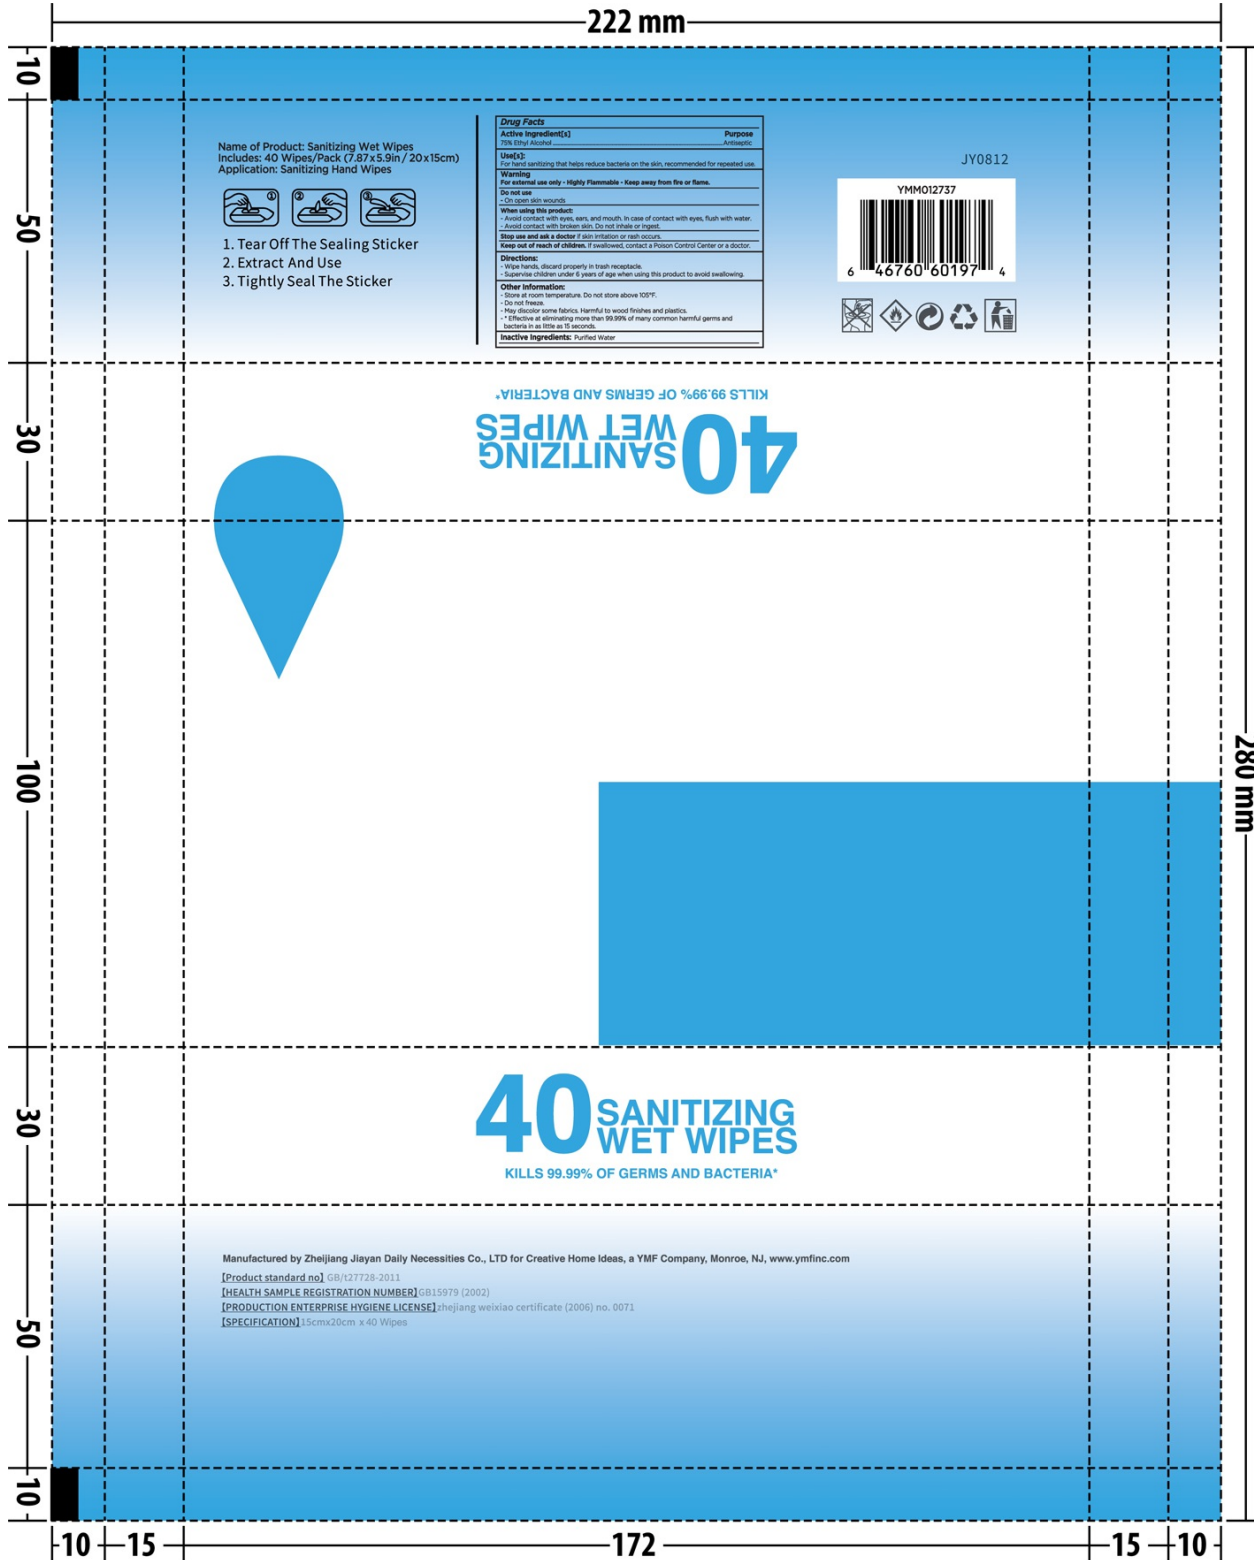 222 mm
10
50
30
100
30
50
10
280 mm
Name of Product: Sanitizing Wet Wipes
Includes: 40 Wipes/Pack (7.87x5.9in / 20x15cm)
Application: Sanitizing Hand Wipes
① ② ③
1. Tear Off The Sealing Sticker
2. Extract And Use
3. Tightly Seal The Sticker
Drug Facts
Active Ingredient[s] Purpose
75% Ethyl Alcohol Antiseptic
Use[s]:
For hand sanitizing that helps reduce bacteria on the skin, recommended for repeated use.
Warning
For external use only - Highly Flammable - Keep away from fire or flame.
Do not use
- On open skin wounds
When using this product:
- Avoid contact with eyes, ears, and mouth. In case of contact with eyes, flush with water.
- Avoid contact with broken skin. Do not inhale or ingest.
Stop use and ask a doctor if skin irritation or rash occurs.
Keep out of reach of children. If swallowed, contact a Poison Control Center or a doctor.
Directions:
- Wipe hands, discard properly in trash receptacle.
- Supervise children under 6 years of age when using this product to avoid swallowing.
Other Information:
- Store at room temperature. Do not store above 105°F.
- Do not freeze.
- May discolor some fabrics. Harmful to wood finishes and plastics.
- * Effective at eliminating more than 99.99% of many common harmful germs and
bacteria in as little as 15 seconds.
Inactive Ingredients: Purified Water
JY0812
YMM012737
6 46760 60197 4
40 SANITIZING
WET WIPES
KILLS 99.99% OF GERMS AND BACTERIA*
40 SANITIZING
WET WIPES
KILLS 99.99% OF GERMS AND BACTERIA*
Manufactured by Zheijiang Jiayan Daily Necessities Co., LTD for Creative Home Ideas, a YMF Company, Monroe, NJ, www.ymfinc.com
【Product standard no】 GB/t27728-2011
【HEALTH SAMPLE REGISTRATION NUMBER】GB15979 (2002)
【PRODUCTION ENTERPRISE HYGIENE LICENSE】zhejiang weixiao certificate (2006) no. 0071
【SPECIFICATION】15cmx20cm x 40 Wipes
10 15 172 15 10